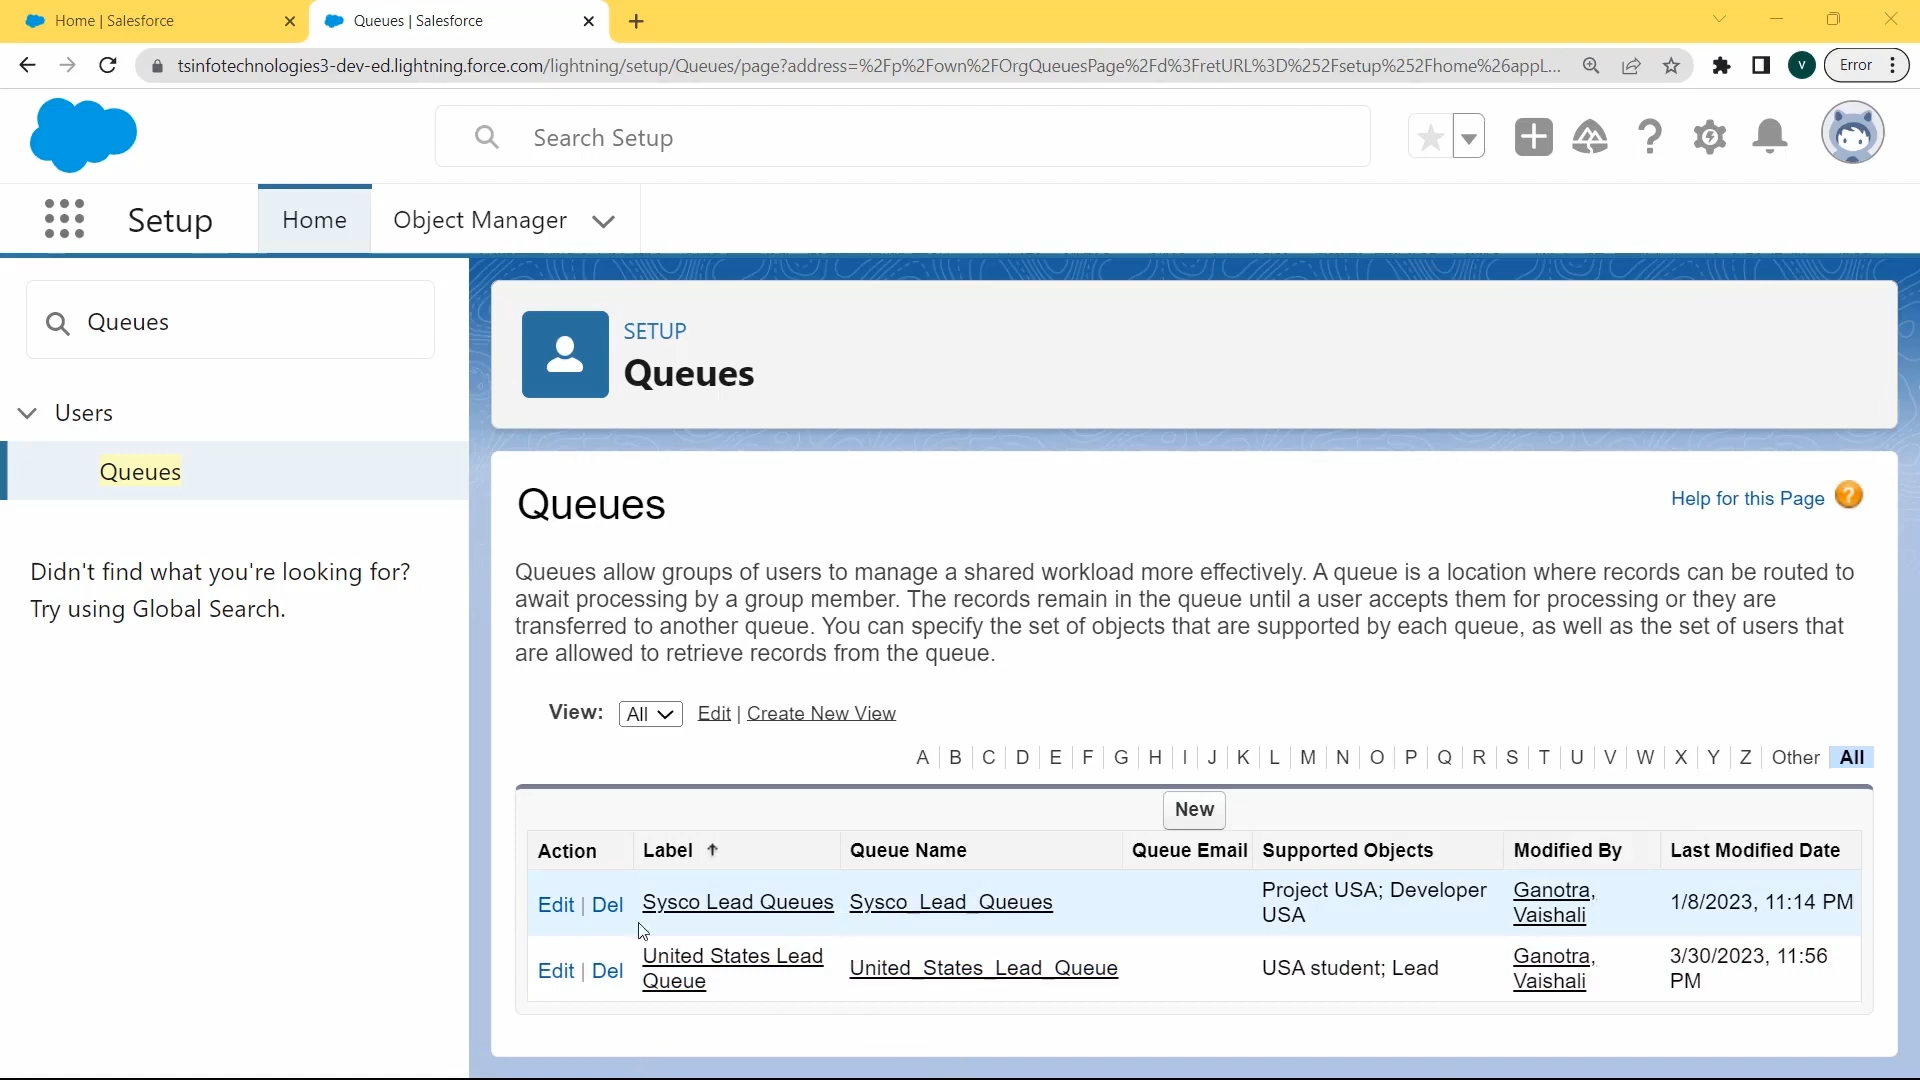 Home | Salesforce
Queues | Salesforce
tsinfotechnologies3-dev-ed.lightning.force.com/lightning/setup/Queues/page?address=%2Fp%2Fown%2FOrgQueuesPage%2Fd%3FretURL%3D%252Fsetup%252Fhome%26appL...
V
Error
Search Setup
Setup
Home
Object Manager
Queues
Users
Queues
Didn't find what you're looking for?
Try using Global Search.
SETUP
Queues
Queues
Help for this Page ?
Queues allow groups of users to manage a shared workload more effectively. A queue is a location where records can be routed to
await processing by a group member. The records remain in the queue until a user accepts them for processing or they are
transferred to another queue. You can specify the set of objects that are supported by each queue, as well as the set of users that
are allowed to retrieve records from the queue.
View: All Edit | Create New View
A | B | C | D | E | F | G | H | I | J | K | L | M | N | O | P | Q | R | S | T | U | V | W | X | Y | Z | Other | All
New
Action Label Queue Name Queue Email Supported Objects Modified By Last Modified Date
Edit | Del Sysco Lead Queues Sysco_Lead_Queues Project USA; Developer USA Ganotra, Vaishali 1/8/2023, 11:14 PM
Edit | Del United States Lead Queue United_States_Lead_Queue USA student; Lead Ganotra, Vaishali 3/30/2023, 11:56 PM